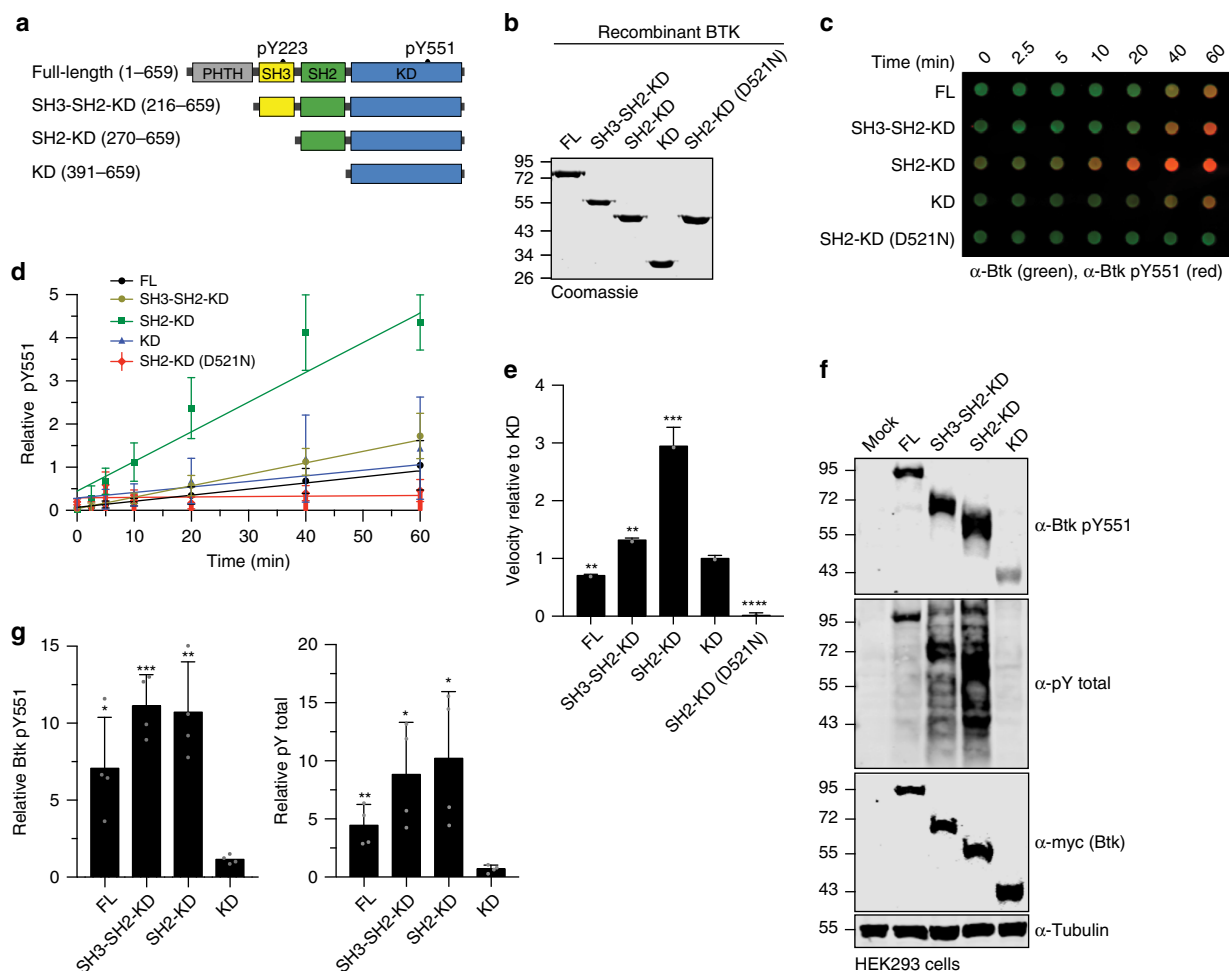 a
pY223
pY551
Full-length (1–659)
PHTH
SH3
SH2
KD
SH3-SH2-KD (216–659)
SH2-KD (270–659)
KD (391–659)
b
Recombinant BTK
FL
SH3-SH2-KD
SH2-KD
KD
SH2-KD (D521N)
95
72
55
43
34
26
Coomassie
c
Time (min)
0 2.5 5 10 20 40 60
FL
SH3-SH2-KD
SH2-KD
KD
SH2-KD (D521N)
α-Btk (green), α-Btk pY551 (red)
d
FL
SH3-SH2-KD
SH2-KD
KD
SH2-KD (D521N)
Relative pY551
5
4
3
2
1
0
0 10 20 30 40 50 60
Time (min)
e
Velocity relative to KD
4
3
2
1
0
**
**
***
****
FL
SH3-SH2-KD
SH2-KD
KD
SH2-KD (D521N)
f
Mock
FL
SH3-SH2-KD
SH2-KD
KD
95
72
55
43
α-Btk pY551
95
72
55
43
α-pY total
95
72
55
43
α-myc (Btk)
55
α-Tubulin
HEK293 cells
g
Relative Btk pY551
15
10
5
0
*
***
**
FL
SH3-SH2-KD
SH2-KD
KD
Relative pY total
20
15
10
5
0
**
*
*
FL
SH3-SH2-KD
SH2-KD
KD